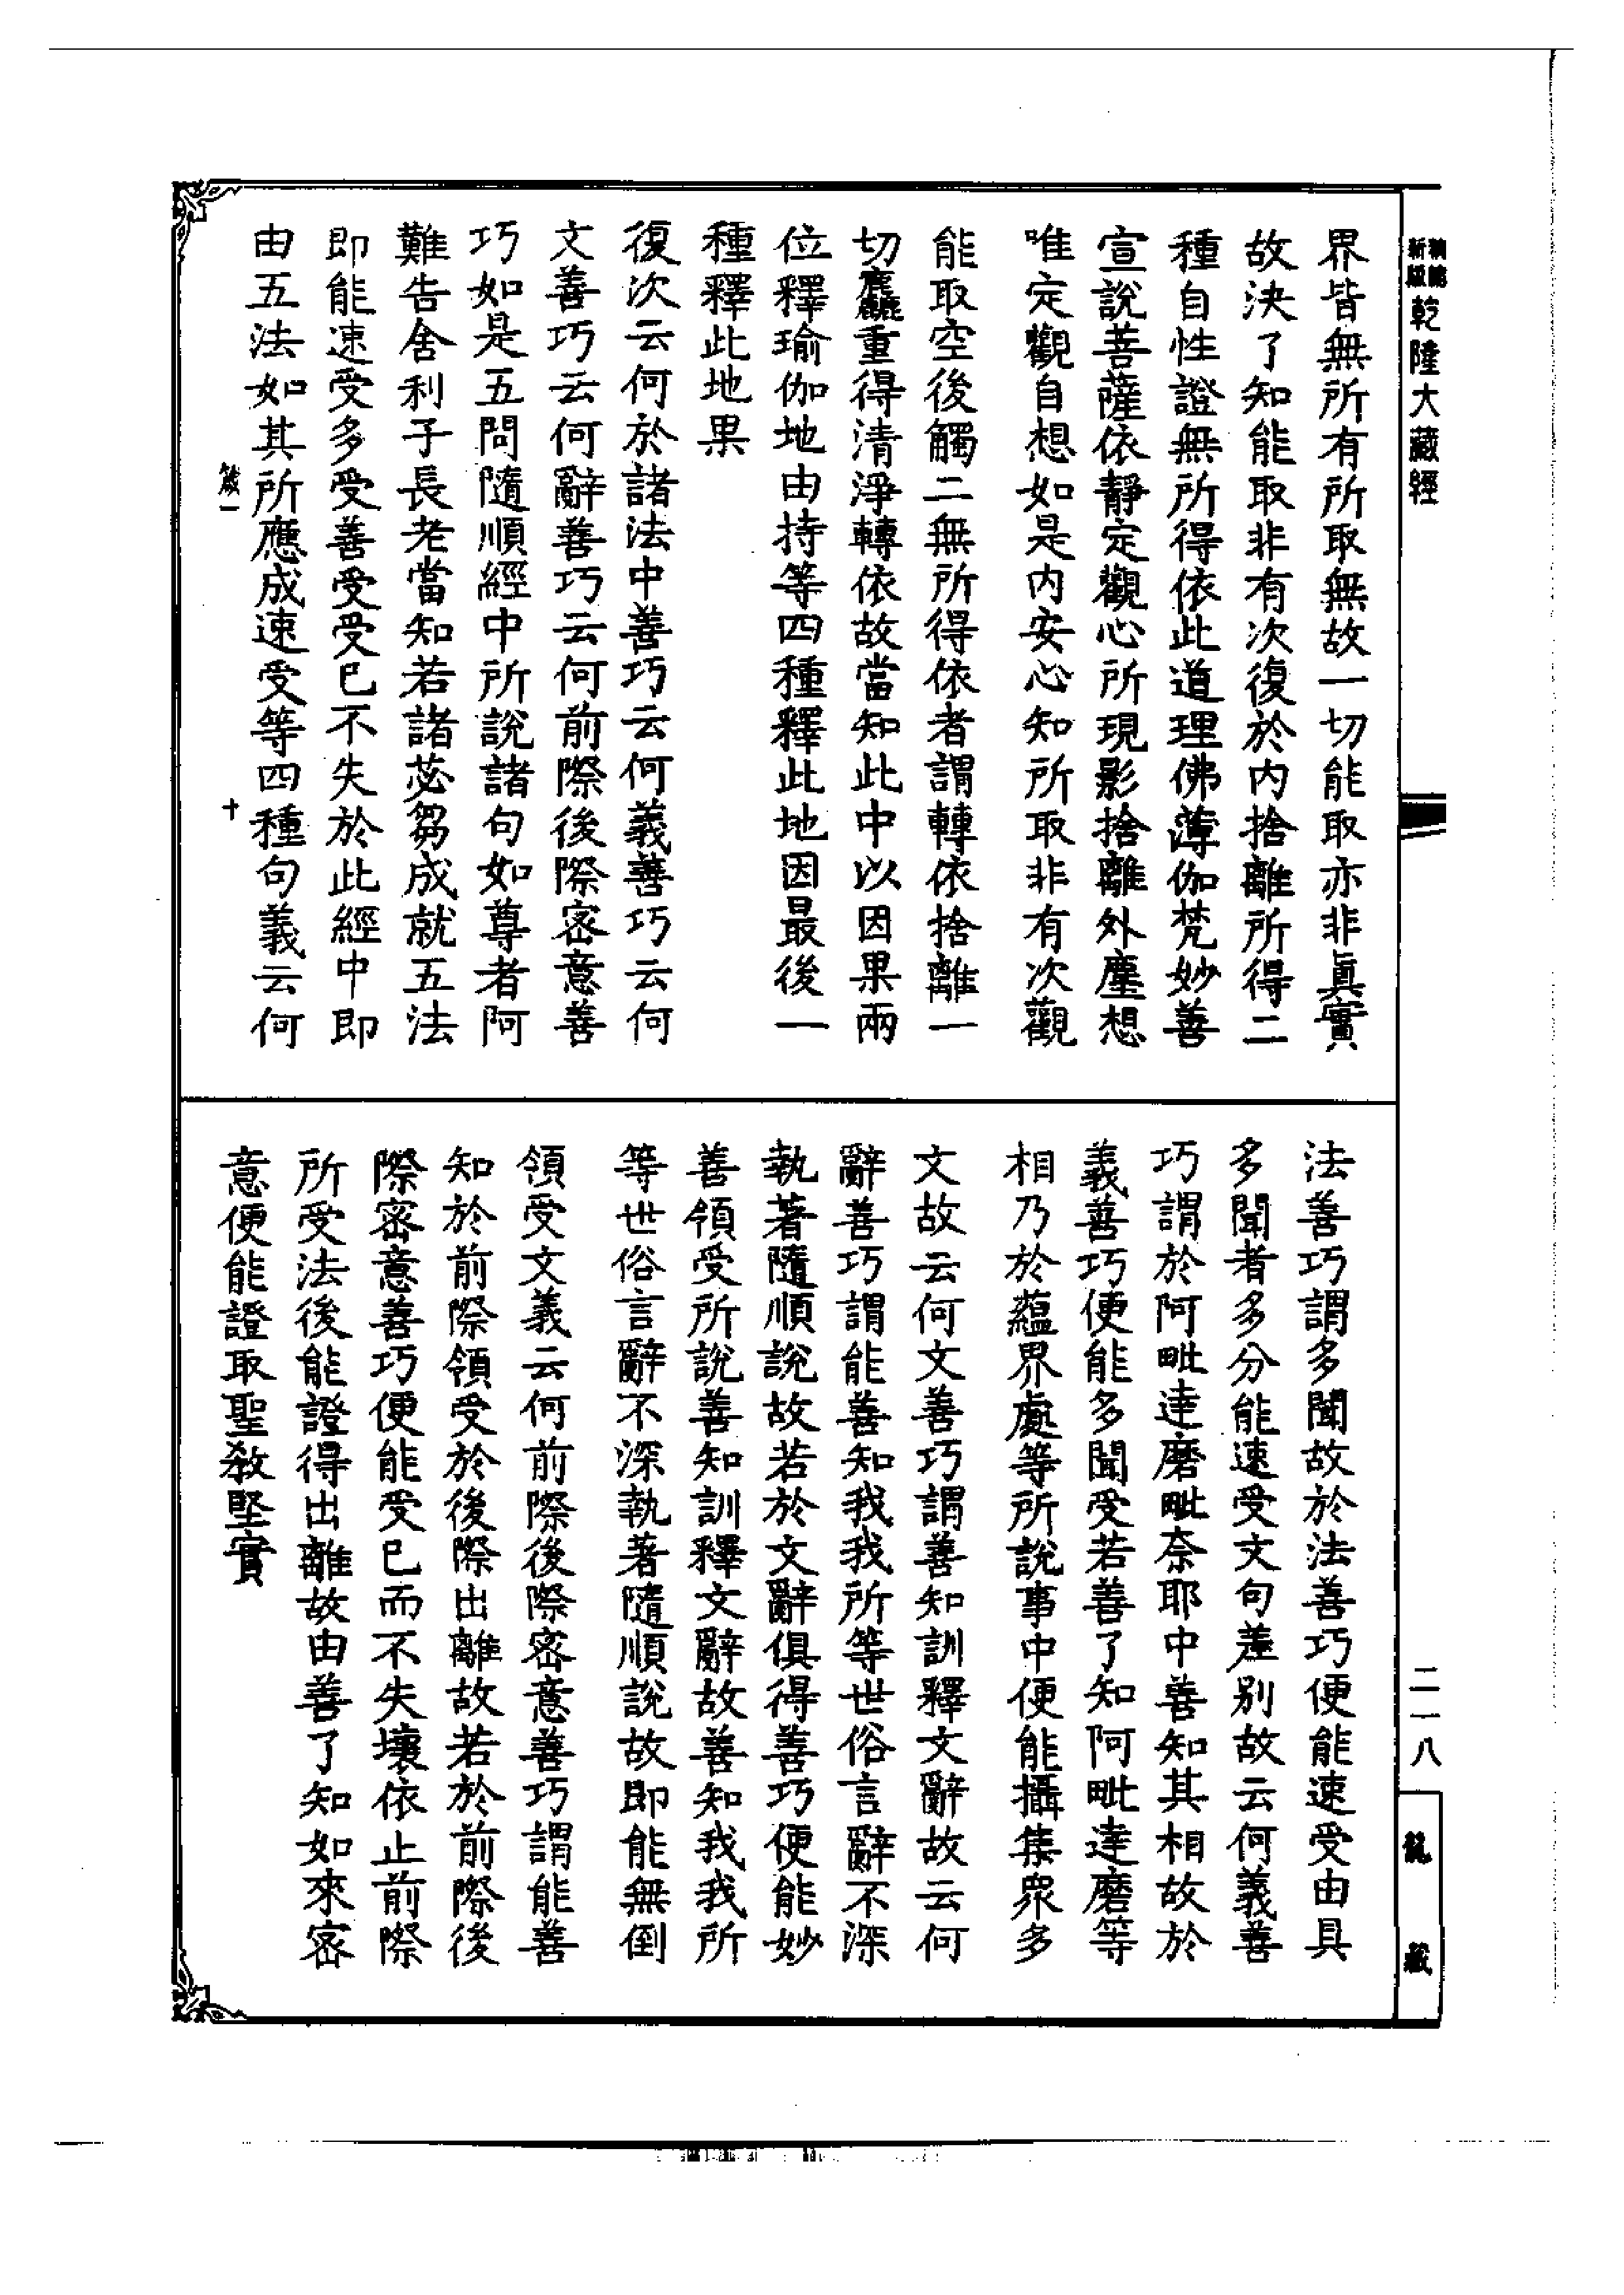 新編
縮版
乾隆大藏經
界皆無所有所取無故一切能取亦非眞實
故決了知能取非有次復於內捨離所得二
種自性證無所得依此道理佛薄伽梵妙善
宣說菩薩依靜定觀心所現影捨離外塵想
唯定觀自想如是內安心知所取非有次觀
能取空後觸二無所得依者謂轉依捨離一
切麤重得清淨轉依故當知此中以因果兩
位釋瑜伽地由持等四種釋此地因最後一
種釋此地果
復次云何於諸法中善巧云何義善巧云何
文善巧云何辭善巧云何前際後際密意善
巧如是五問隨順經中所說諸句如尊者阿
難告舍利子長老當知若諸苾芻成就五法
即能速受多受善受受已不失於此經中即
由五法如其所應成速受等四種句義云何
箴一
十
法善巧謂多聞故於法善巧便能速受由具
多聞者多分能速受文句差別故云何義善
巧謂於阿毗達磨毗奈耶中善知其相故於
義善巧便能多聞受若善了知阿毗達磨等
相乃於蘊界處等所說事中便能攝集衆多
文故云何文善巧謂善知訓釋文辭故云何
辭善巧謂能善知我我所等世俗言辭不深
執著隨順說故若於文辭俱得善巧便能妙
善領受所說善知訓釋文辭故善知我我所
等世俗言辭不深執著隨順說故即能無倒
領受文義云何前際後際密意善巧謂能善
知於前際領受於後際出離故若於前際後
際密意善巧便能受已而不失壞依止前際
所受法後能證得出離故由善了知如來密
意便能證取聖教堅實
二一八
龍藏